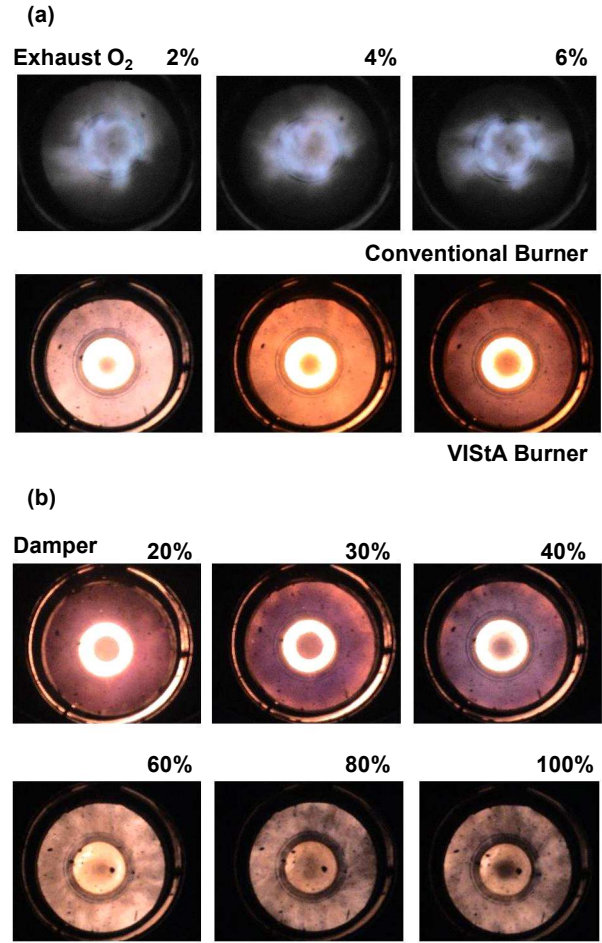 (a)
Exhaust O₂ 2% 4% 6%
Conventional Burner
VIStA Burner
(b)
Damper 20% 30% 40%
60% 80% 100%